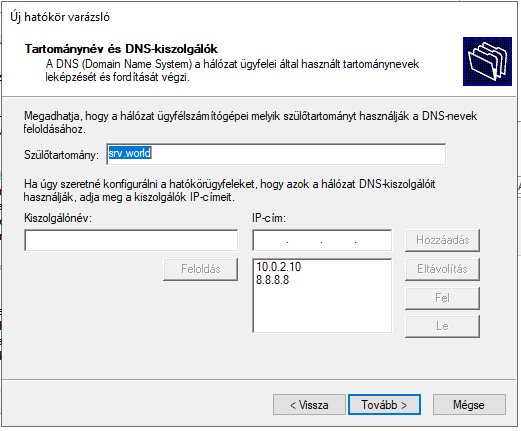 Új hatókör varázsló
Tartománynév és DNS-kiszolgálók
A DNS (Domain Name System) a hálózat ügyfelei által használt tartománynevek
leképzését és fordítását végzi.
Megadhatja, hogy a hálózat ügyfélszámítógépei melyik szülőtartományt használják a DNS-nevek
feloldásához.
Szülőtartomány: srv.world
Ha úgy szeretné konfigurálni a hatókörügyfeleket, hogy azok a hálózat DNS-kiszolgálóit
használják, adja meg a kiszolgálók IP-címeit.
Kiszolgálónév: IP-cím:
. . . Hozzáadás
Feloldás 10.0.2.10 Eltávolítás
8.8.8.8
Fel
Le
< Vissza Tovább > Mégse